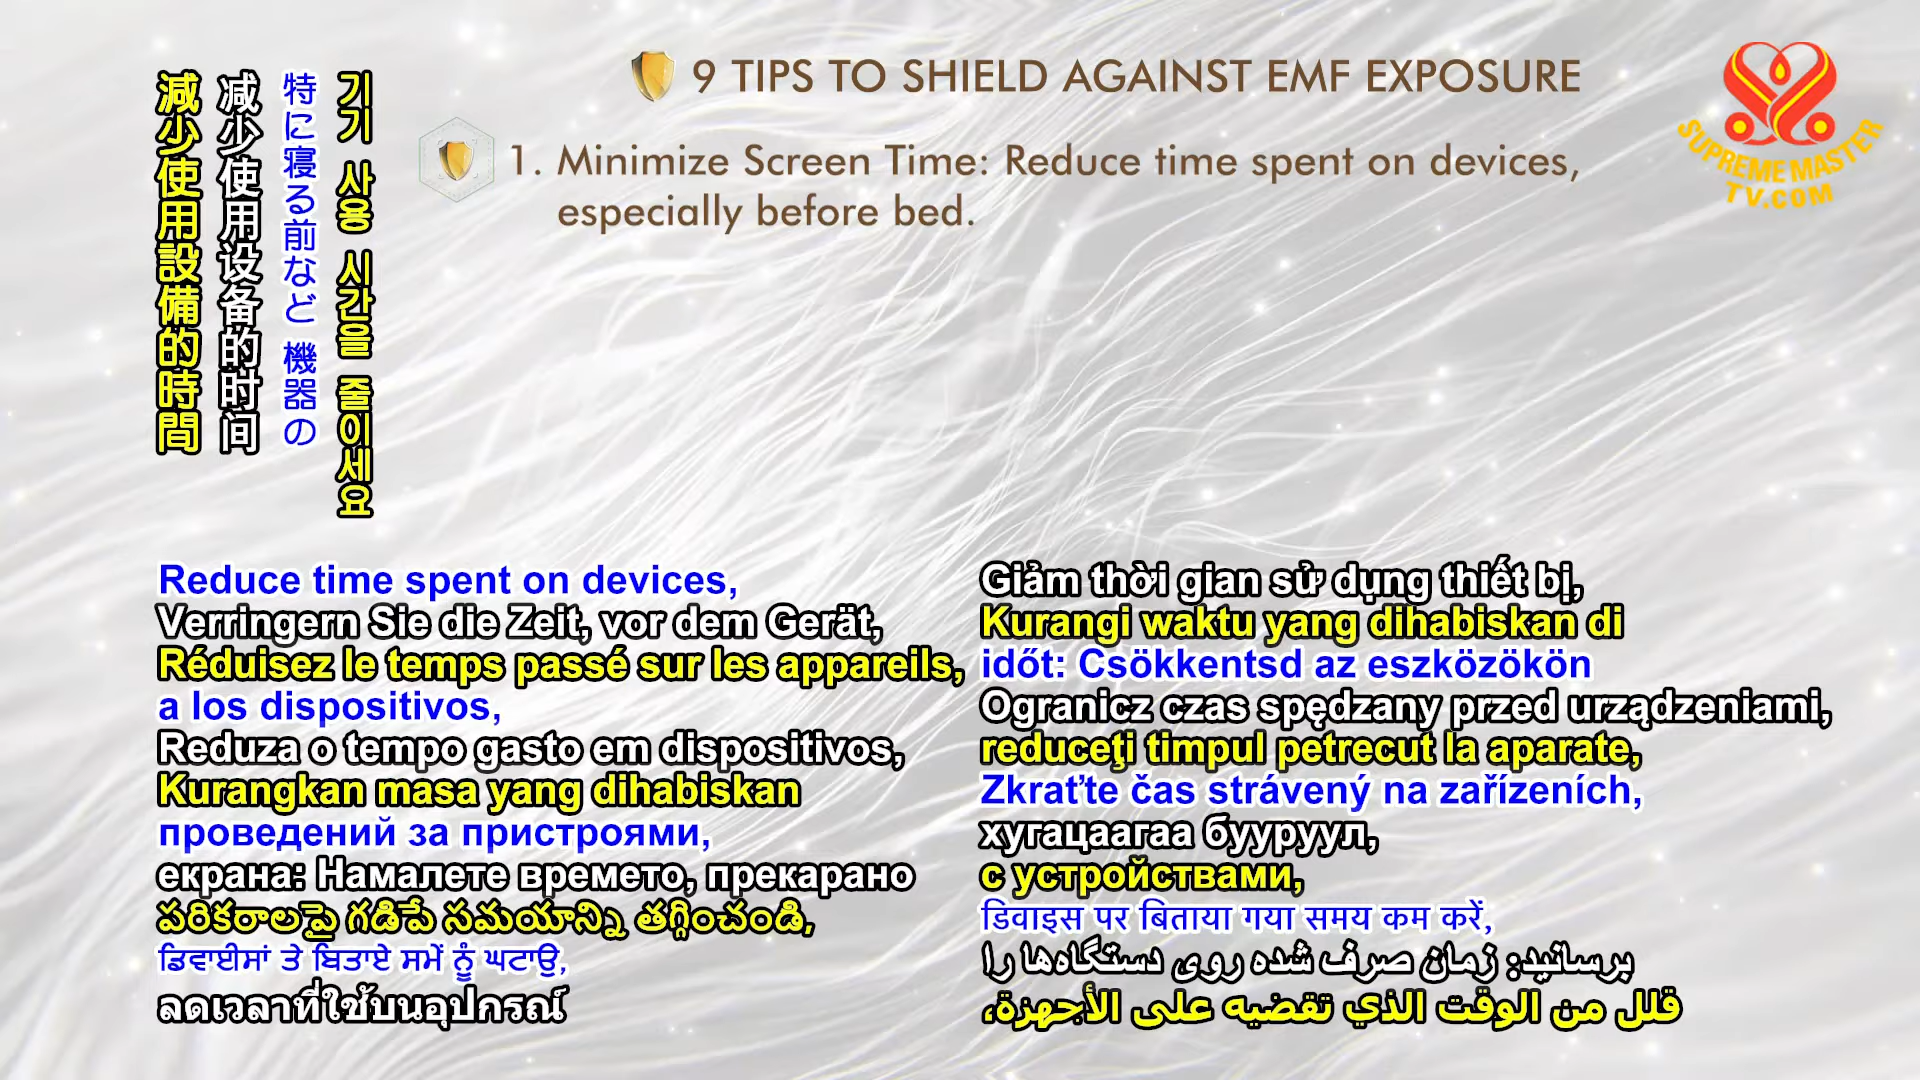 9 TIPS TO SHIELD AGAINST EMF EXPOSURE
1. Minimize Screen Time: Reduce time spent on devices,
especially before bed.
SUPREME MASTER
TV.COM
減少使用設備的時間
减少使用设备的时间
特に寝る前など 機器の
기기 사용 시간을 줄이세요
Reduce time spent on devices,
Verringern Sie die Zeit, vor dem Gerät,
Réduisez le temps passé sur les appareils,
a los dispositivos,
Reduza o tempo gasto em dispositivos,
Kurangkan masa yang dihabiskan
проведений за пристроями,
екрана: Намалете времето, прекарано
పరికరాలపై గడిపే సమయాన్ని తగ్గించండి,
ਡਿਵਾਈਸਾਂ ਤੇ ਬਿਤਾਏ ਸਮੇਂ ਨੂੰ ਘਟਾਉ,
ลดเวลาที่ใช้บนอุปกรณ์
Giảm thời gian sử dụng thiết bị,
Kurangi waktu yang dihabiskan di
időt: Csökkentsd az eszközökön
Ogranicz czas spędzany przed urządzeniami,
reduceţi timpul petrecut la aparate,
Zkraťte čas strávený na zařízeních,
хугацаагаа бууруул,
с устройствами,
डिवाइस पर बिताया गया समय कम करें,
برسانید: زمان صرف شده روی دستگاه‌ها را
قلل من الوقت الذي تقضيه على الأجهزة،